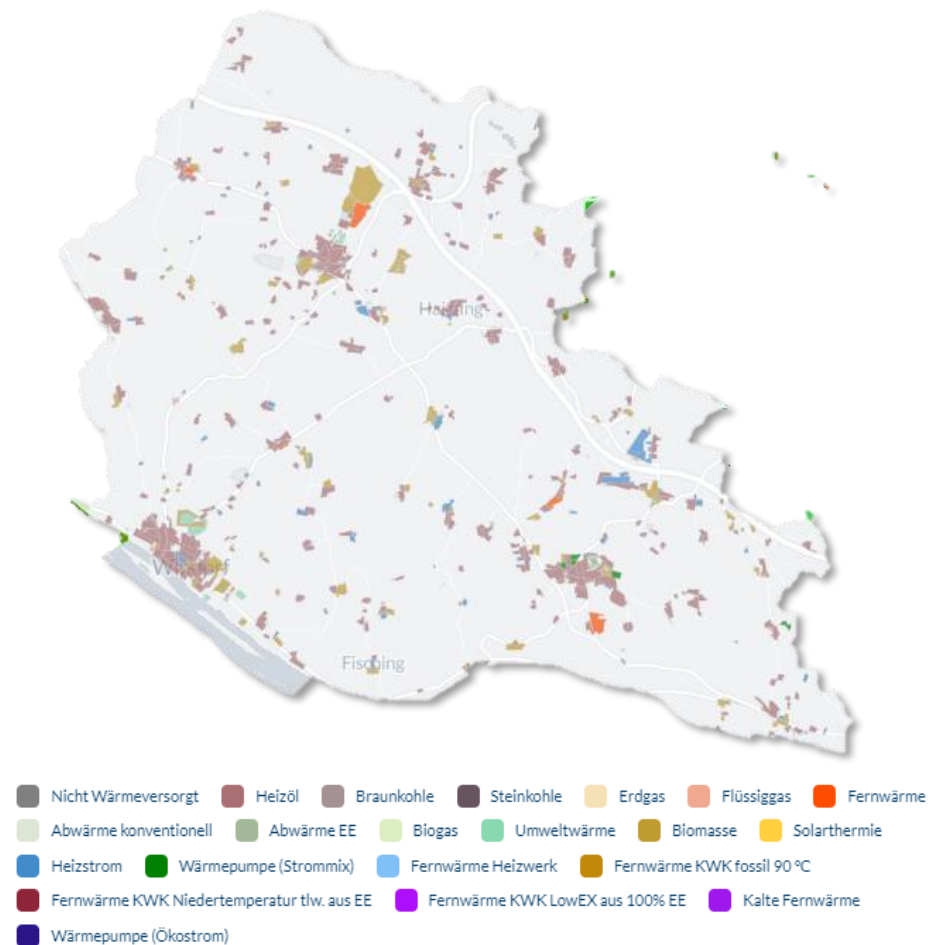 Haiming
Fisching
Nicht Wärmeversorgt Heizöl Braunkohle Steinkohle Erdgas Flüssiggas Fernwärme
Abwärme konventionell Abwärme EE Biogas Umweltwärme Biomasse Solarthermie
Heizstrom Wärmepumpe (Strommix) Fernwärme Heizwerk Fernwärme KWK fossil 90 °C
Fernwärme KWK Niedertemperatur tlw. aus EE Fernwärme KWK LowEX aus 100% EE Kalte Fernwärme
Wärmepumpe (Ökostrom)